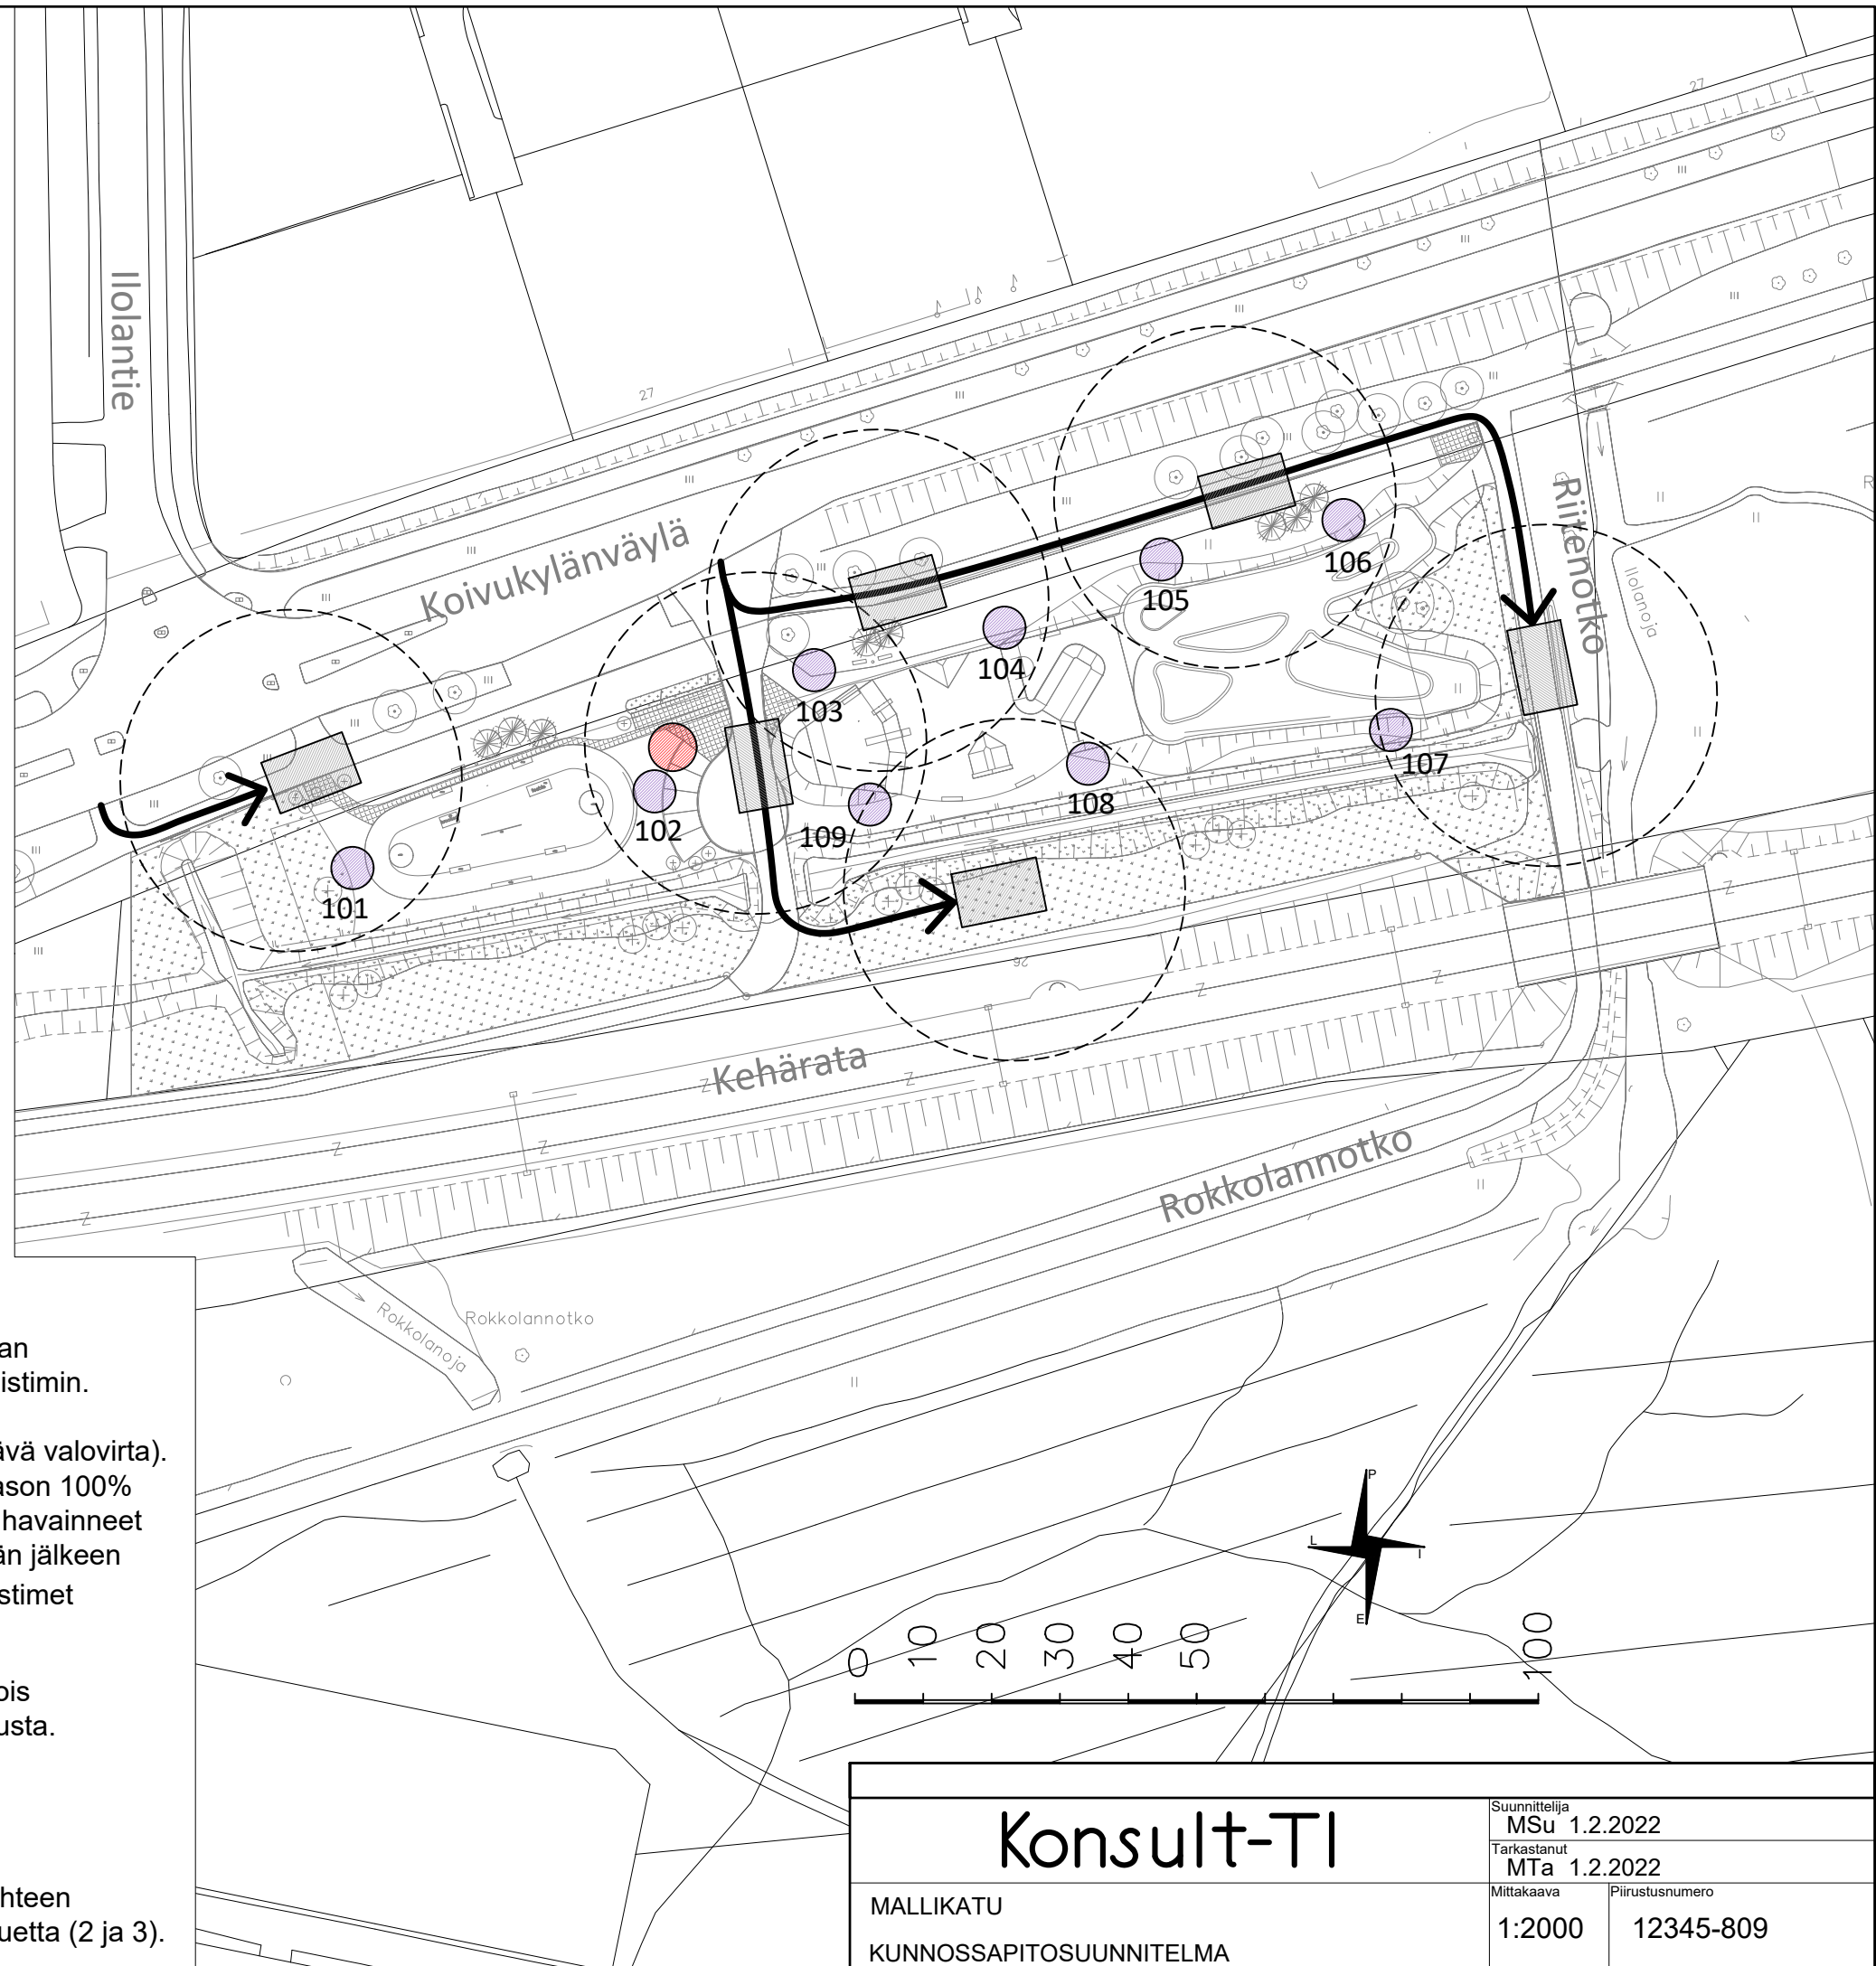 27
Ilolantie
27
Koivukylänväylä
Riitenotko
Ilolanoja
106
105
104
103
107
108
102
109
101
26
Kehärata
Rokkolannotko
Rokkolannotko
Rokkolanoja
an
istimin.
ävä valovirta).
ason 100%
havainneet
än jälkeen
stimet
ois
usta.
hteen
uetta (2 ja 3).
P
L I
E
0 10 20 30 40 50 100
Konsult-TI
Suunnittelija
MSu 1.2.2022
Tarkastanut
MTa 1.2.2022
MALLIKATU
KUNNOSSAPITOSUUNNITELMA
Mittakaava
1:2000
Piirustusnumero
12345-809